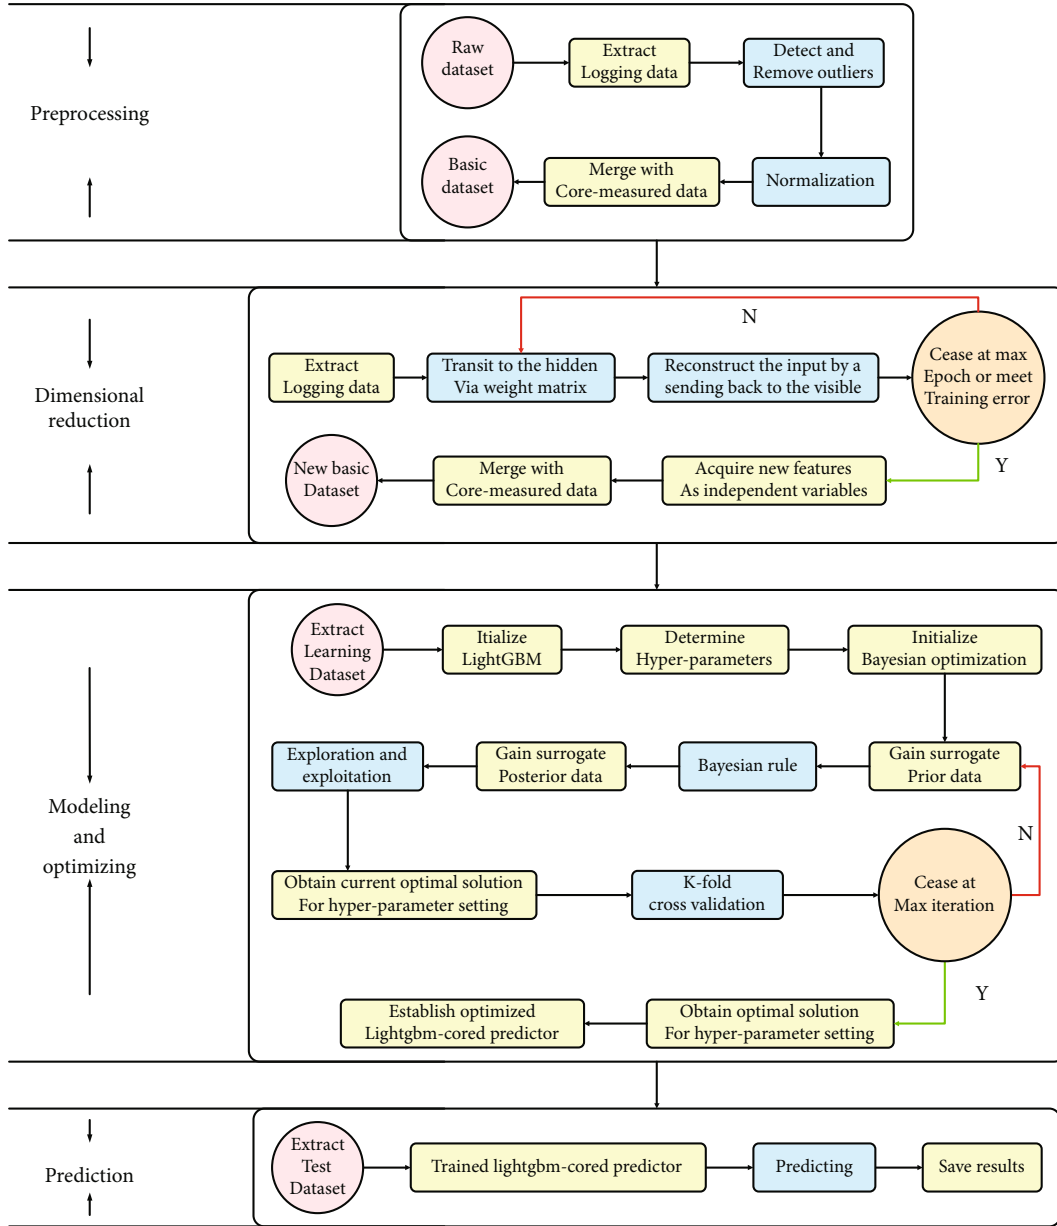 Preprocessing
Raw
dataset
Extract
Logging data
Detect and
Remove outliers
Basic
dataset
Merge with
Core-measured data
Normalization
Dimensional
reduction
N
Extract
Logging data
Transit to the hidden
Via weight matrix
Reconstruct the input by a
sending back to the visible
Cease at max
Epoch or meet
Training error
Y
New basic
Dataset
Merge with
Core-measured data
Acquire new features
As independent variables
Modeling
and
optimizing
Extract
Learning
Dataset
Itialize
LightGBM
Determine
Hyper-parameters
Initialize
Bayesian optimization
Exploration and
exploitation
Gain surrogate
Posterior data
Bayesian rule
Gain surrogate
Prior data
N
Obtain current optimal solution
For hyper-parameter setting
K-fold
cross validation
Cease at
Max iteration
Y
Establish optimized
Lightgbm-cored predictor
Obtain optimal solution
For hyper-parameter setting
Prediction
Extract
Test
Dataset
Trained lightgbm-cored predictor
Predicting
Save results